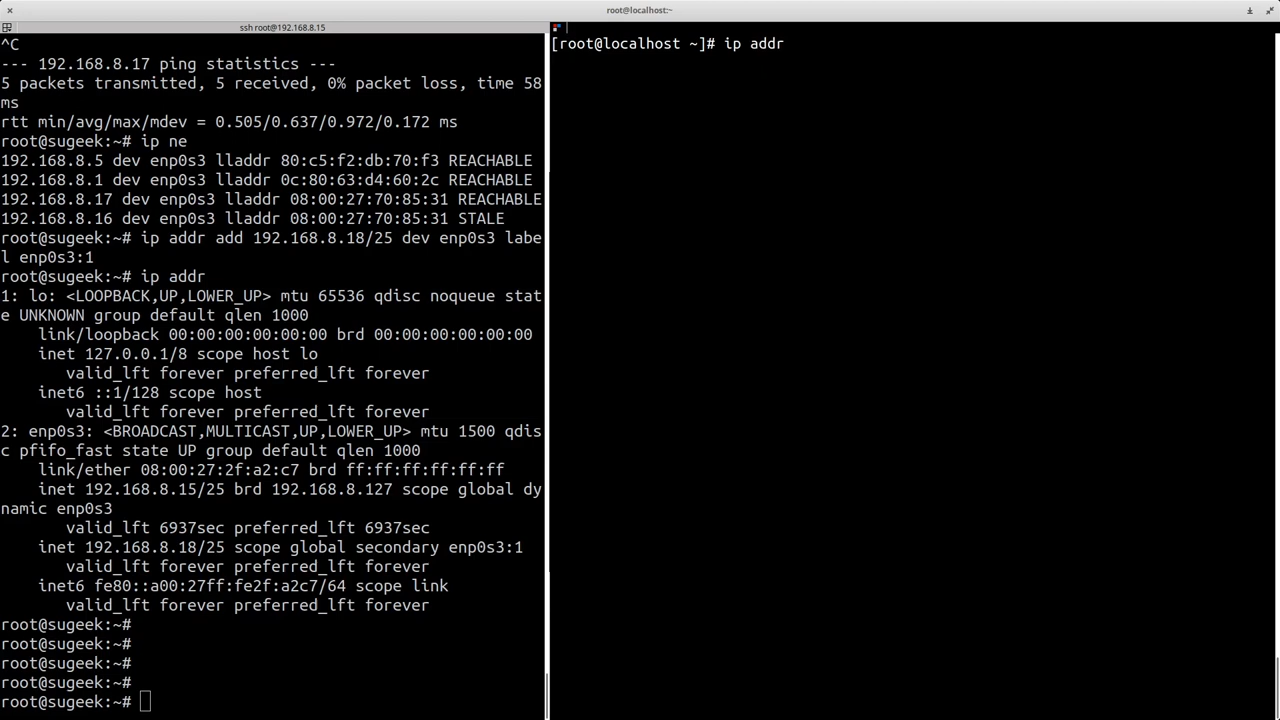 root@localhost:~
ssh root@192.168.8.15
^C
--- 192.168.8.17 ping statistics ---
5 packets transmitted, 5 received, 0% packet loss, time 58
ms
rtt min/avg/max/mdev = 0.505/0.637/0.972/0.172 ms
root@sugeek:~# ip ne
192.168.8.5 dev enp0s3 lladdr 80:c5:f2:db:70:f3 REACHABLE
192.168.8.1 dev enp0s3 lladdr 0c:80:63:d4:60:2c REACHABLE
192.168.8.17 dev enp0s3 lladdr 08:00:27:70:85:31 REACHABLE
192.168.8.16 dev enp0s3 lladdr 08:00:27:70:85:31 STALE
root@sugeek:~# ip addr add 192.168.8.18/25 dev enp0s3 labe
l enp0s3:1
root@sugeek:~# ip addr
1: lo: <LOOPBACK,UP,LOWER_UP> mtu 65536 qdisc noqueue stat
e UNKNOWN group default qlen 1000
    link/loopback 00:00:00:00:00:00 brd 00:00:00:00:00:00
    inet 127.0.0.1/8 scope host lo
       valid_lft forever preferred_lft forever
    inet6 ::1/128 scope host
       valid_lft forever preferred_lft forever
2: enp0s3: <BROADCAST,MULTICAST,UP,LOWER_UP> mtu 1500 qdis
c pfifo_fast state UP group default qlen 1000
    link/ether 08:00:27:2f:a2:c7 brd ff:ff:ff:ff:ff:ff
    inet 192.168.8.15/25 brd 192.168.8.127 scope global dy
namic enp0s3
       valid_lft 6937sec preferred_lft 6937sec
    inet 192.168.8.18/25 scope global secondary enp0s3:1
       valid_lft forever preferred_lft forever
    inet6 fe80::a00:27ff:fe2f:a2c7/64 scope link
       valid_lft forever preferred_lft forever
root@sugeek:~#
root@sugeek:~#
root@sugeek:~#
root@sugeek:~#
root@sugeek:~#
[root@localhost ~]# ip addr